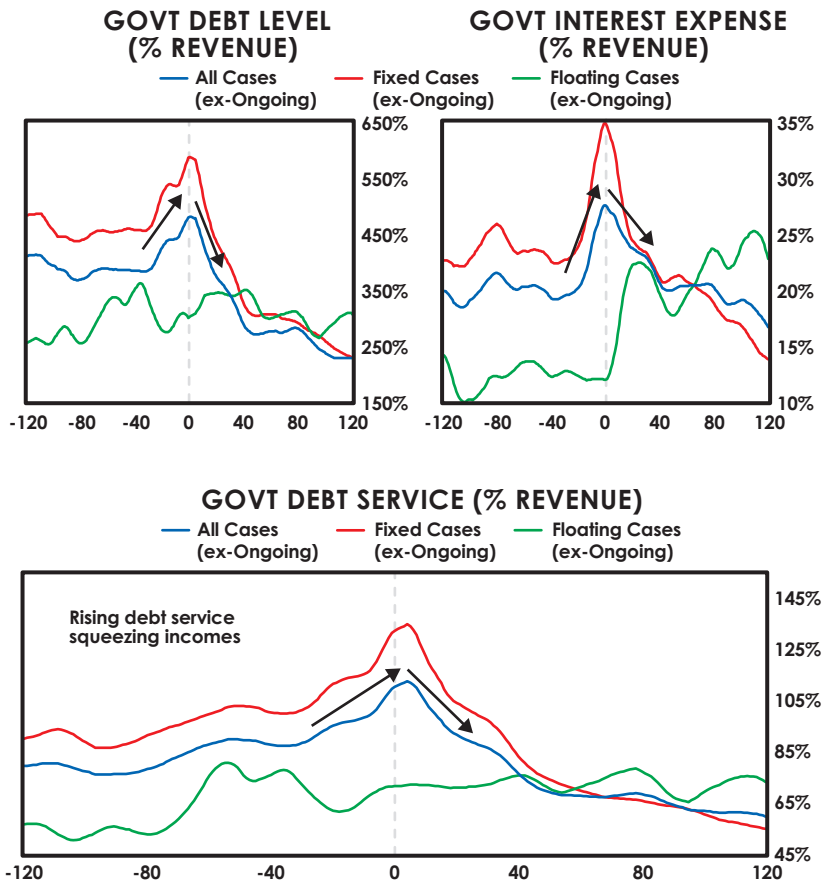 GOVT DEBT LEVEL
(% REVENUE)
All Cases
(ex-Ongoing)
Fixed Cases
(ex-Ongoing)
Floating Cases
(ex-Ongoing)
GOVT INTEREST EXPENSE
(% REVENUE)
650%
550%
450%
350%
250%
150%
-120 -80 -40 0 40 80 120
35%
30%
25%
20%
15%
10%
-120 -80 -40 0 40 80 120
GOVT DEBT SERVICE (% REVENUE)
All Cases
(ex-Ongoing)
Fixed Cases
(ex-Ongoing)
Floating Cases
(ex-Ongoing)
Rising debt service
squeezing incomes
145%
125%
105%
85%
65%
45%
-120 -80 -40 0 40 80 120